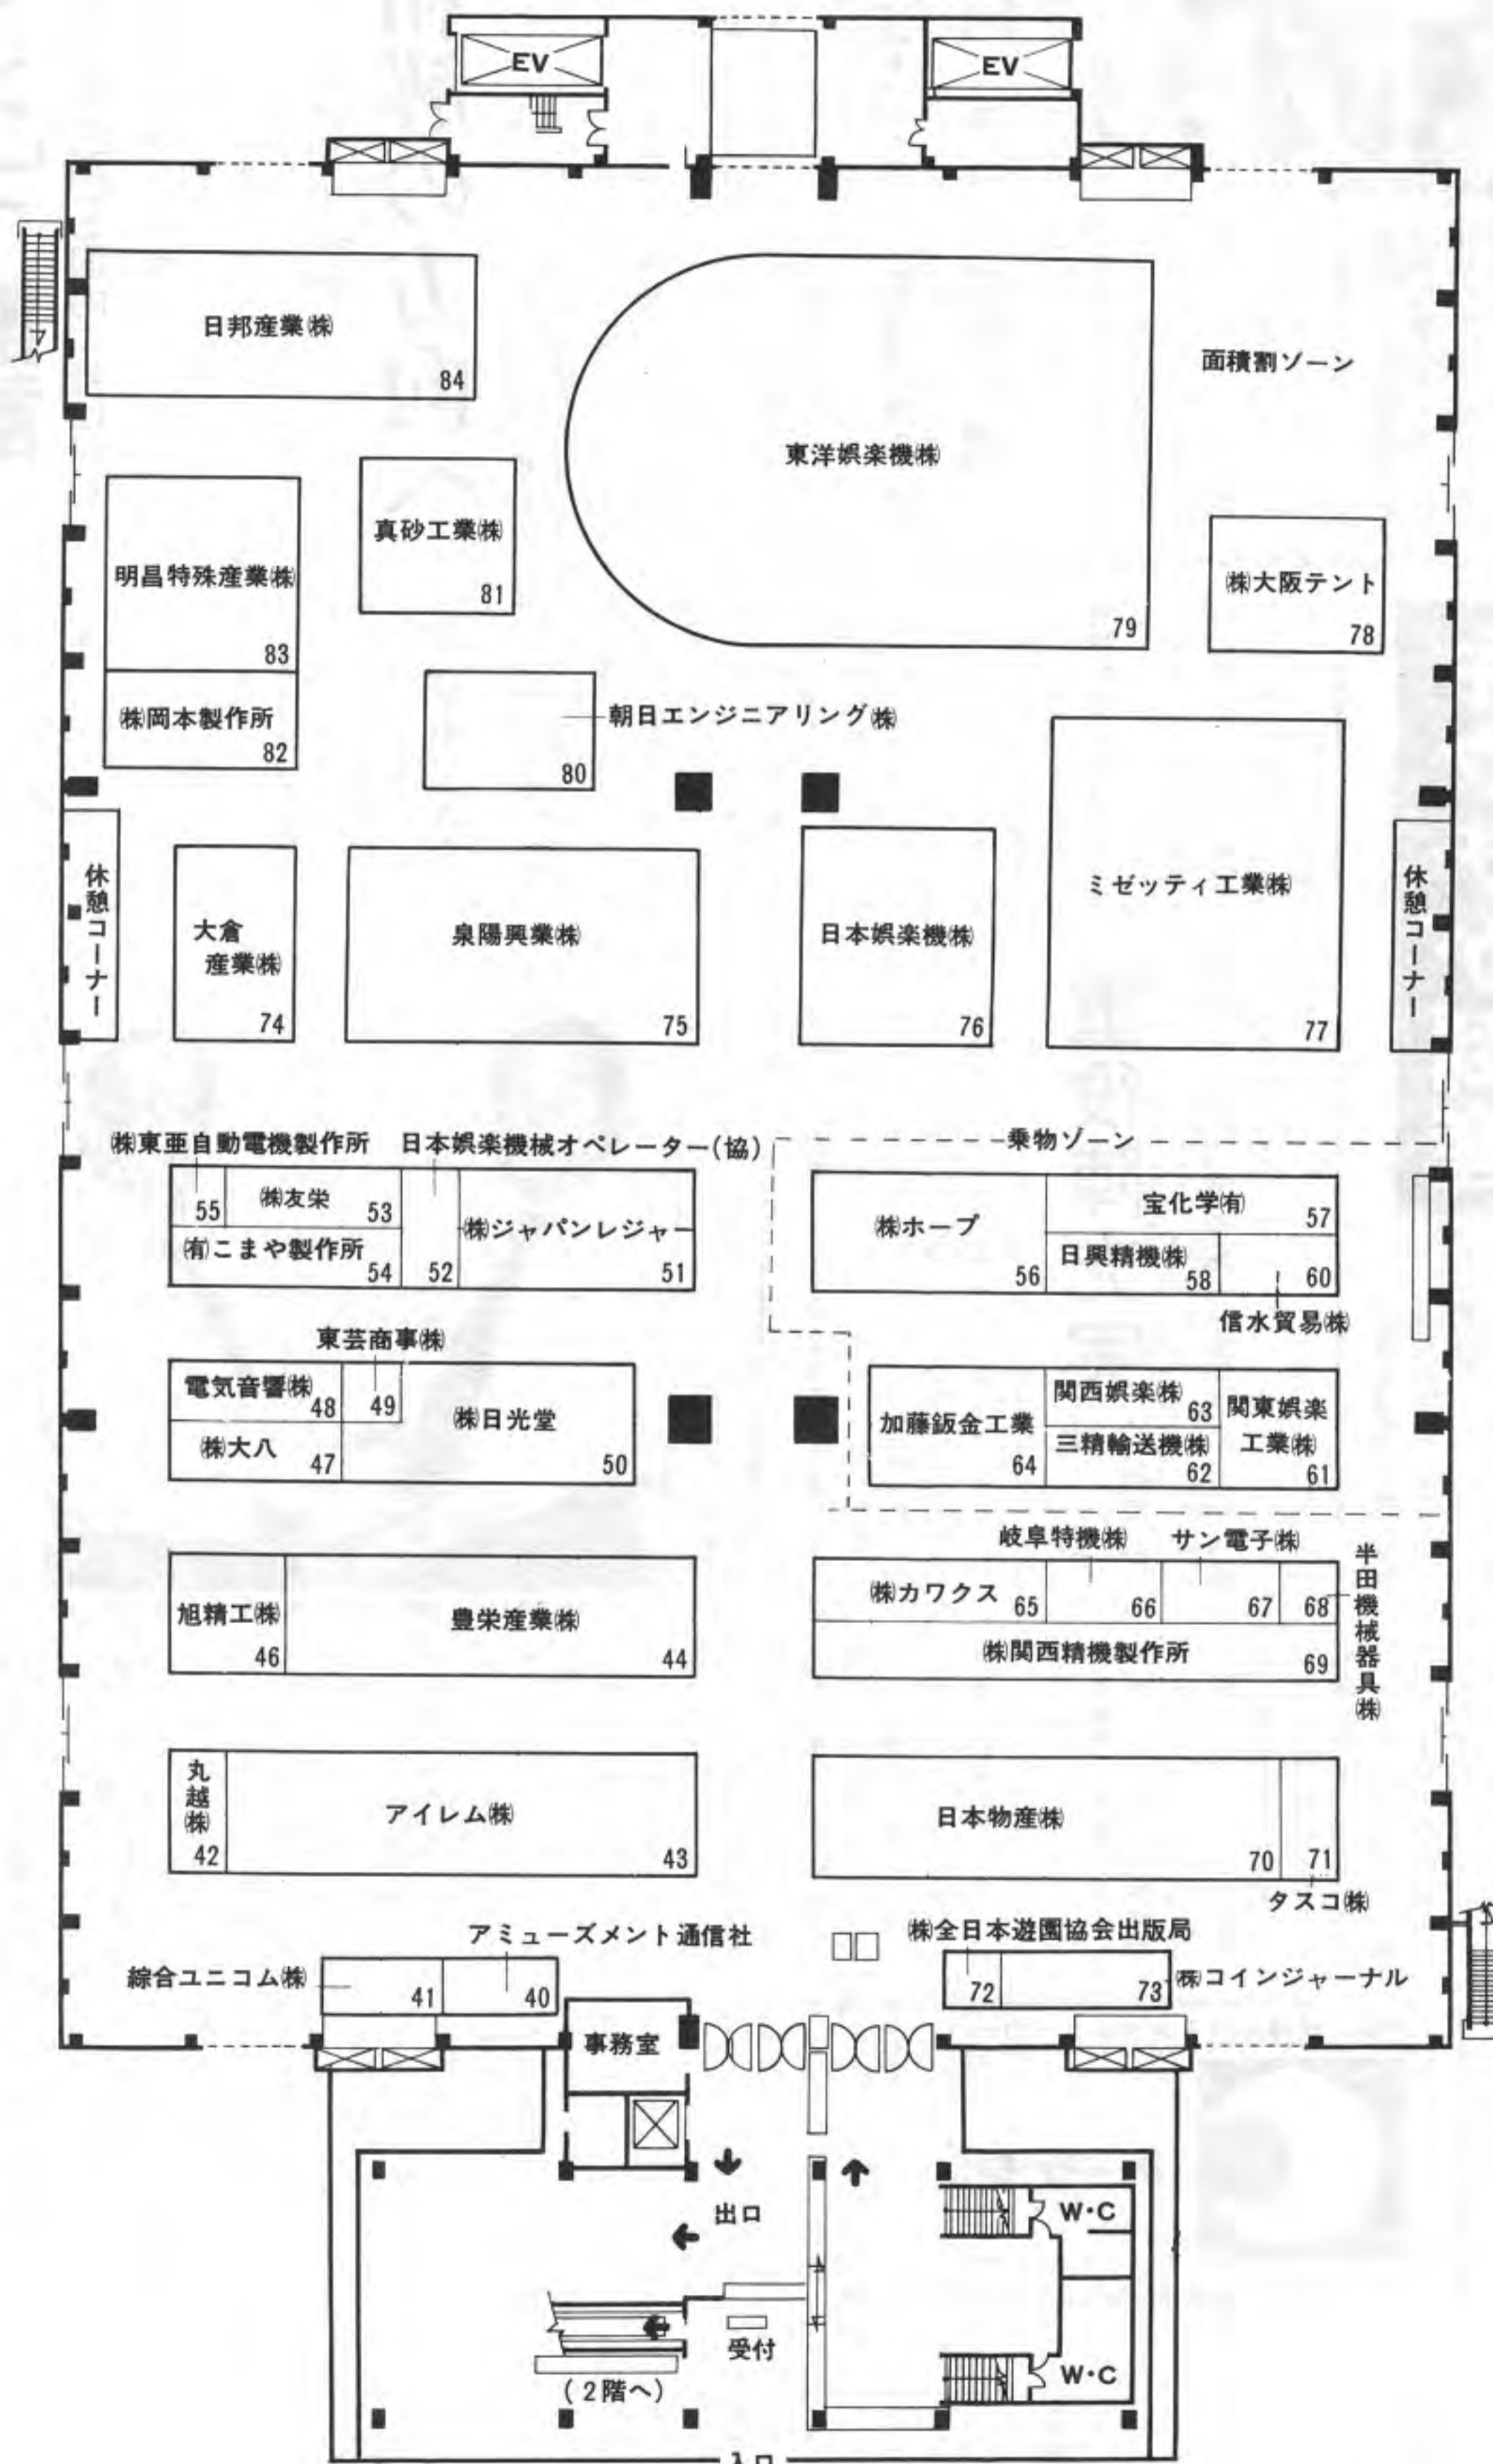 EV
EV
日邦産業㈱
84
面積割ゾーン
東洋娯楽機㈱
79
真砂工業㈱
81
明昌特殊産業㈱
83
㈱大阪テント
78
㈱岡本製作所
82
朝日エンジニアリング㈱
80
休憩コーナー
大倉
産業㈱
74
泉陽興業㈱
75
日本娯楽機㈱
76
ミゼッティ工業㈱
77
休憩コーナー
㈱東亜自動電機製作所
日本娯楽機械オペレーター(協)
乗物ゾーン
55
㈱友栄
53
㈲こまや製作所
54
52
㈱ジャパンレジャー
51
㈱ホープ
56
宝化学㈲
57
日興精機㈱
58
60
信水貿易㈱
東芸商事㈱
電気音響㈱
48
49
㈱大八
47
㈱日光堂
50
加藤鈑金工業
64
関西娯楽㈱
63
三精輸送機㈱
62
関東娯楽
工業㈱
61
岐阜特機㈱
サン電子㈱
半田機械器具㈱
旭精工㈱
46
豊栄産業㈱
44
㈱カワクス
65
66
67
68
㈱関西精機製作所
69
丸越㈱
42
アイレム㈱
43
日本物産㈱
70
71
タスコ㈱
アミューズメント通信社
㈱全日本遊園協会出版局
綜合ユニコム㈱
41
40
72
73
㈱コインジャーナル
事務室
出口
W・C
受付
(2階へ)
W・C
入口